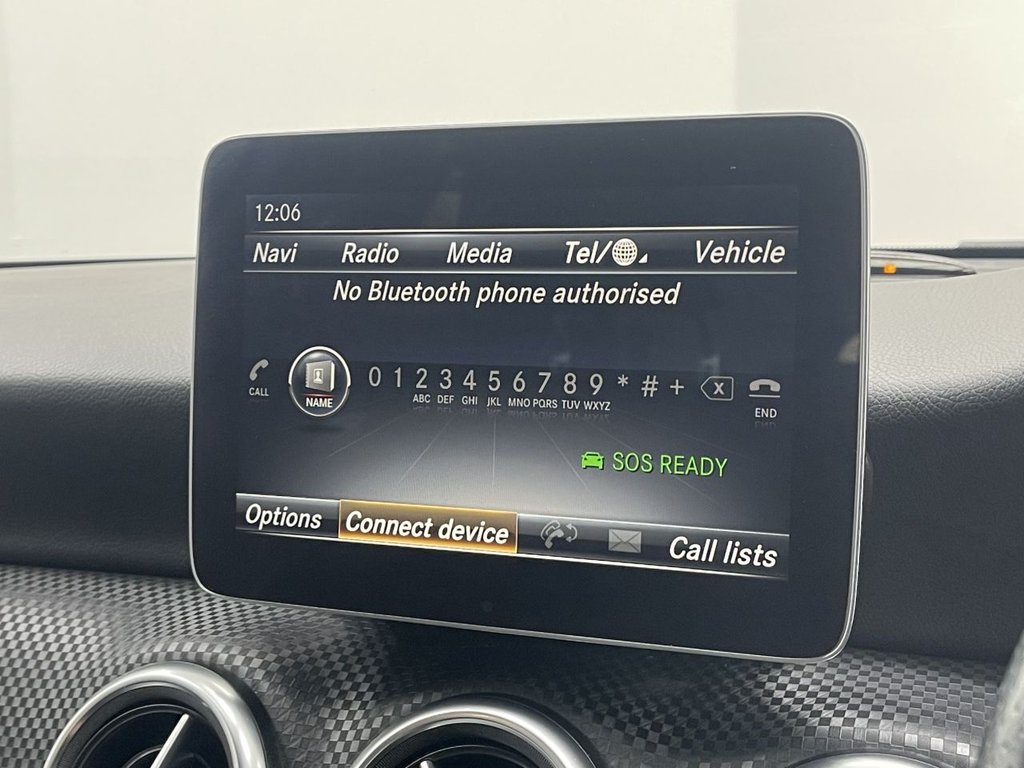 12:06
Navi Radio Media Tel/ Vehicle
No Bluetooth phone authorised
CALL NAME 0 1 2 3 4 5 6 7 8 9 * # + X END
ABC DEF GHI JKL MNO PQRS TUV WXYZ
SOS READY
Options Connect device Call lists